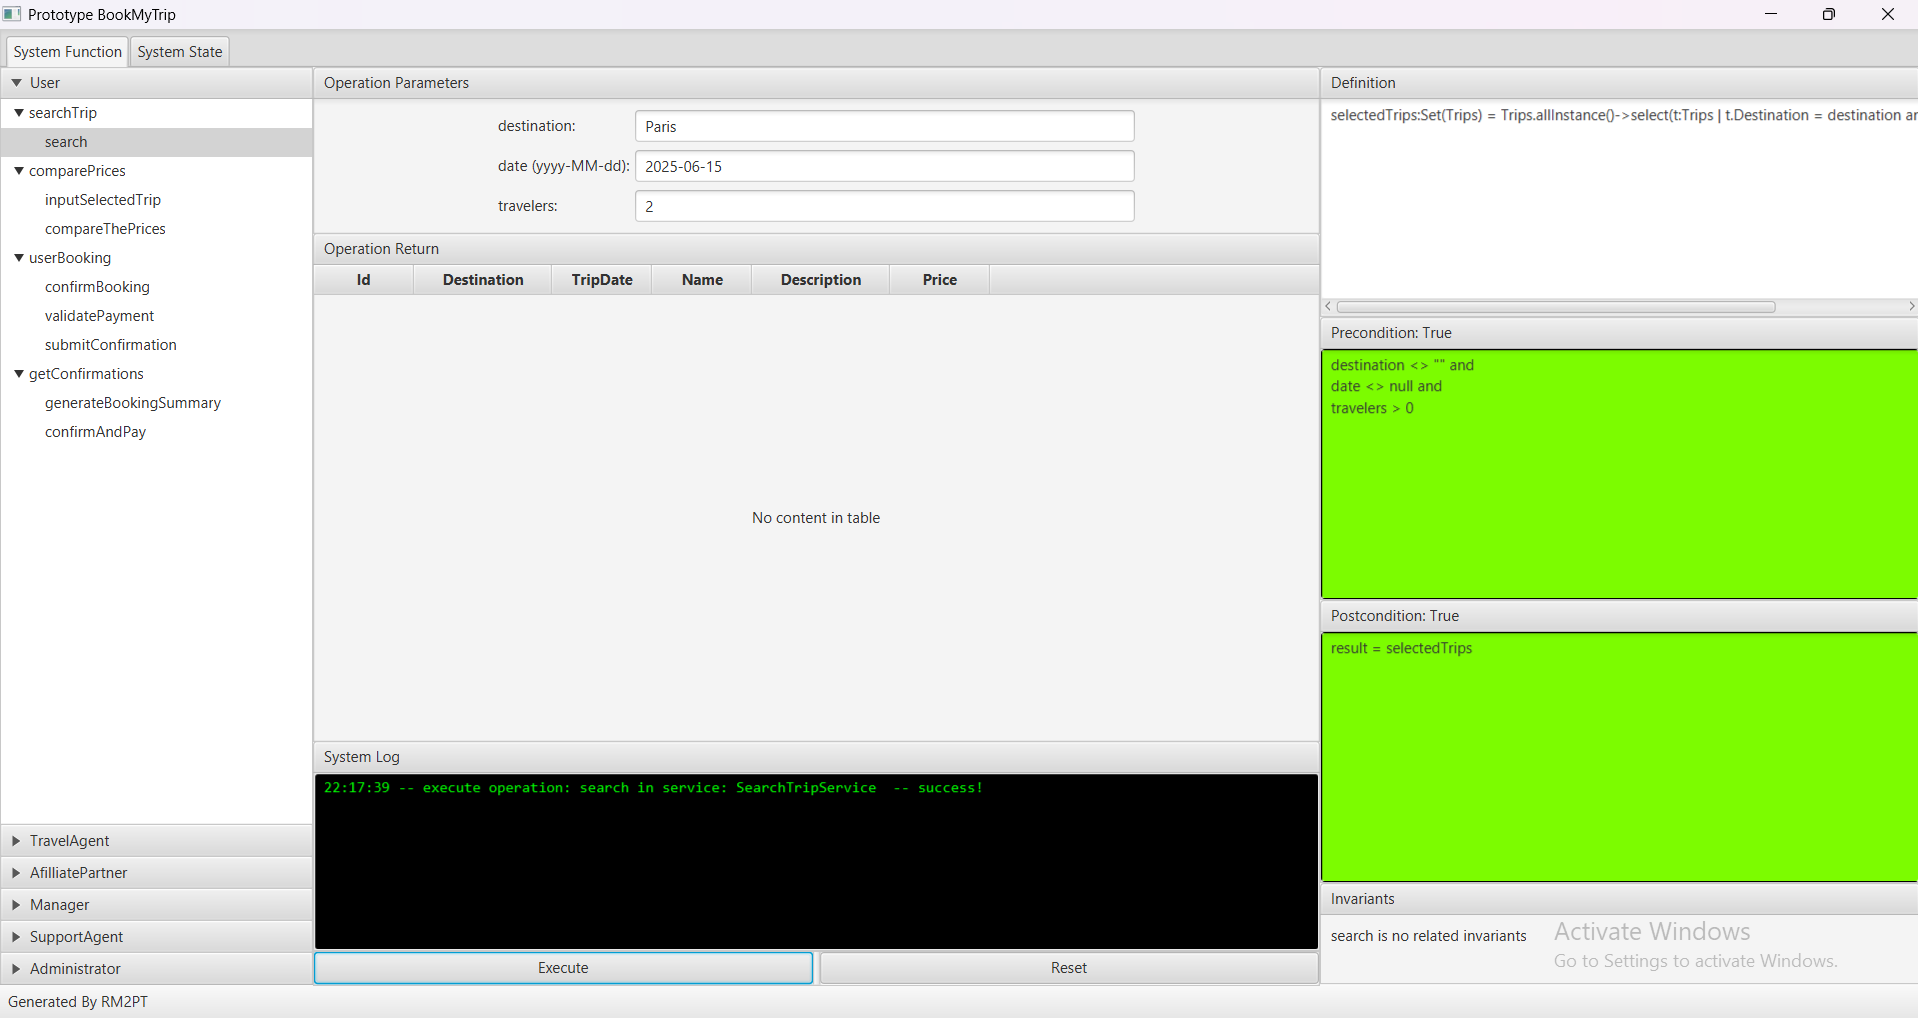 Prototype BookMyTrip
System Function
System State
User
searchTrip
search
comparePrices
inputSelectedTrip
compareThePrices
userBooking
confirmBooking
validatePayment
submitConfirmation
getConfirmations
generateBookingSummary
confirmAndPay
TravelAgent
AfilliatePartner
Manager
SupportAgent
Administrator
Operation Parameters
destination: Paris
date (yyyy-MM-dd): 2025-06-15
travelers: 2
Operation Return
Id Destination TripDate Name Description Price
No content in table
System Log
22:17:39 -- execute operation: search in service: SearchTripService -- success!
Execute
Reset
Definition
selectedTrips:Set(Trips) = Trips.allInstance()->select(t:Trips | t.Destination = destination
Precondition: True
destination <> "" and
date <> null and
travelers > 0
Postcondition: True
result = selectedTrips
Invariants
search is no related invariants
Activate Windows
Go to Settings to activate Windows.
Generated By RM2PT